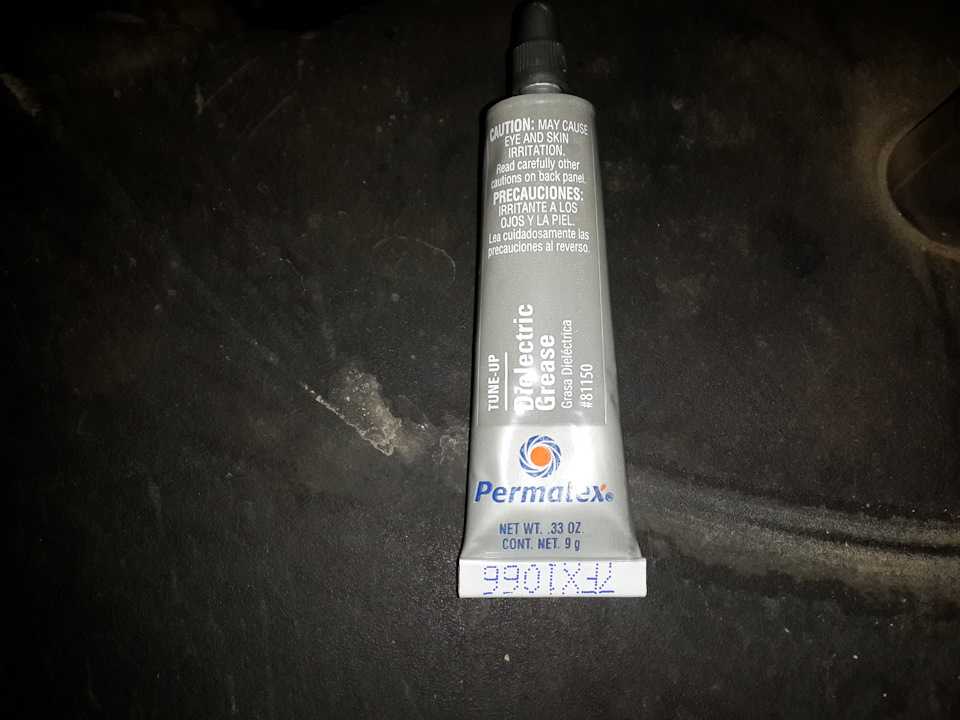 CAUTION: MAY CAUSE
EYE AND SKIN
IRRITATION.
Read carefully other
cautions on back panel.
PRECAUCIONES:
IRRITANTE A LOS
OJOS Y LA PIEL.
Lea cuidadosamente las
precauciones al reverso.
TUNE-UP
Dielectric
Grease
Grasa Dieléctrica
#81150
Permatex®
NET WT. .33 OZ.
CONT. NET. 9 g
7FX1066